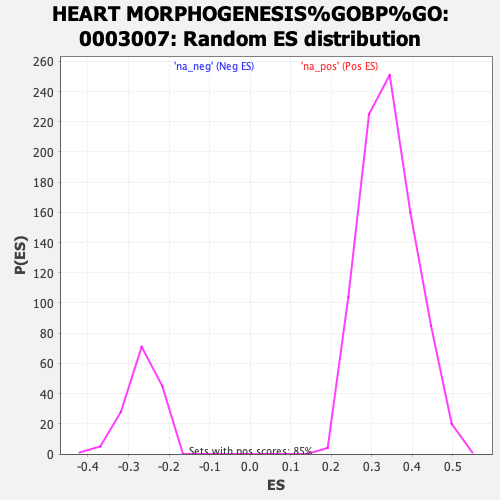 HEART MORPHOGENESIS%GOBP%GO:
0003007: Random ES distribution
'na_neg' (Neg ES) 'na_pos' (Pos ES)
260
240
220
200
180
160
140
120
100
80
60
40
20
0
P(ES)
Sets with pos scores: 85%
-0.4 -0.3 -0.2 -0.1 0.0 0.1 0.2 0.3 0.4 0.5
ES